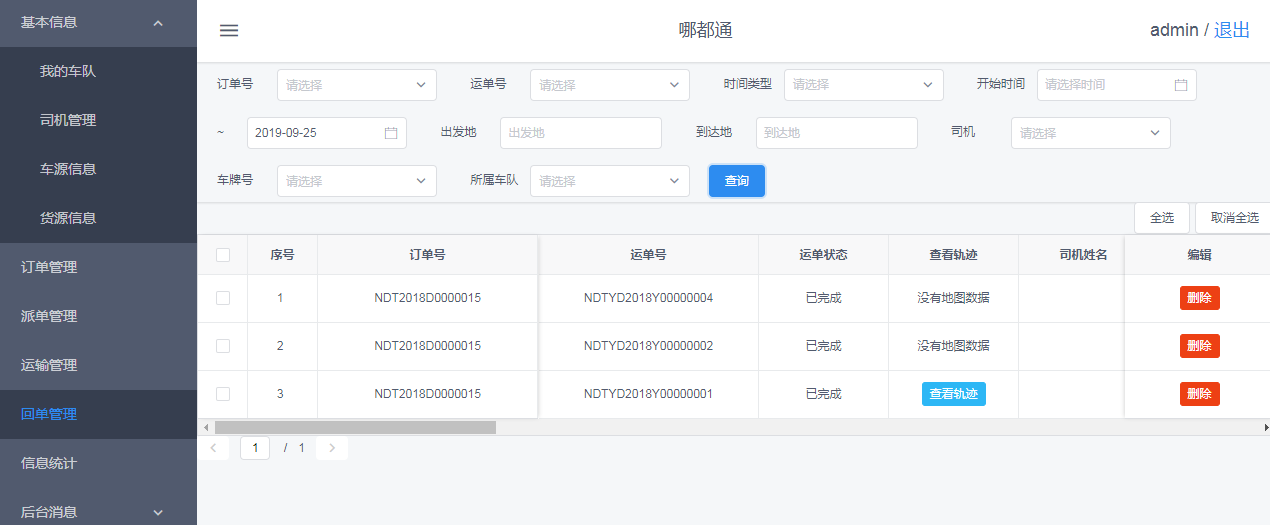 基本信息
我的车队
司机管理
车源信息
货源信息
订单管理
派单管理
运输管理
回单管理
信息统计
后台消息
哪都通
admin / 退出
订单号 请选择 运单号 请选择 时间类型 请选择 开始时间 请选择时间
~ 2019-09-25 出发地 出发地 到达地 到达地 司机 请选择
车牌号 请选择 所属车队 请选择 查询
全选 取消全选
序号 订单号 运单号 运单状态 查看轨迹 司机姓名 编辑
1 NDT2018D0000015 NDTYD2018Y00000004 已完成 没有地图数据 删除
2 NDT2018D0000015 NDTYD2018Y00000002 已完成 没有地图数据 删除
3 NDT2018D0000015 NDTYD2018Y00000001 已完成 查看轨迹 删除
1 / 1